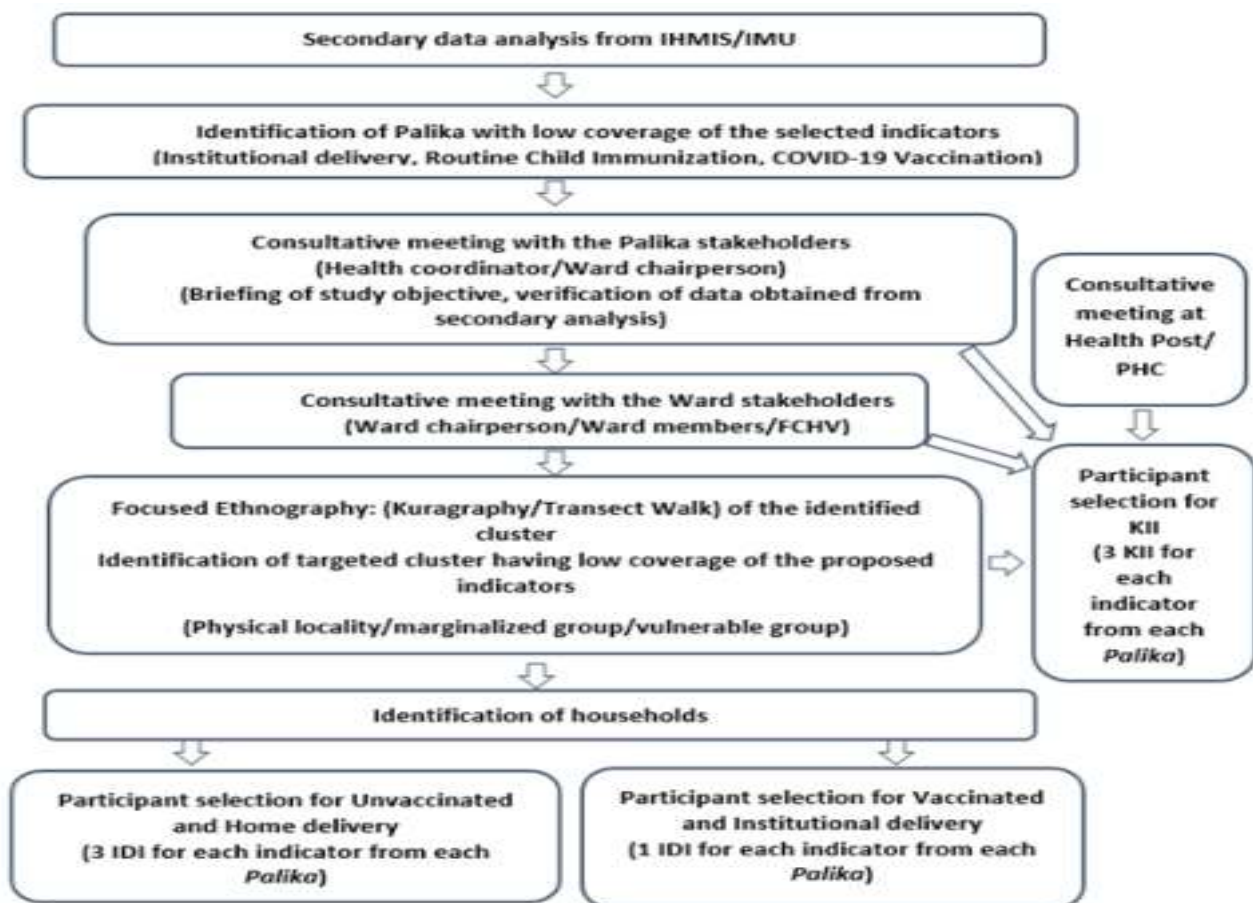 Secondary data analysis from IHMIS/IMU
Identification of Palika with low coverage of the selected indicators
(Institutional delivery, Routine Child Immunization, COVID-19 Vaccination)
Consultative meeting with the Palika stakeholders
(Health coordinator/Ward chairperson)
(Briefing of study objective, verification of data obtained from
secondary analysis)
Consultative
meeting at
Health Post/
PHC
Consultative meeting with the Ward stakeholders
(Ward chairperson/Ward members/FCHV)
Focused Ethnography: (Kuragraphy/Transect Walk) of the identified
cluster
Identification of targeted cluster having low coverage of the proposed
indicators
(Physical locality/marginalized group/vulnerable group)
Participant
selection for
KII
(3 KII for
each
indicator
from each
Palika)
Identification of households
Participant selection for Unvaccinated
and Home delivery
(3 IDI for each indicator from each
Palika)
Participant selection for Vaccinated
and Institutional delivery
(1 IDI for each indicator from each
Palika)